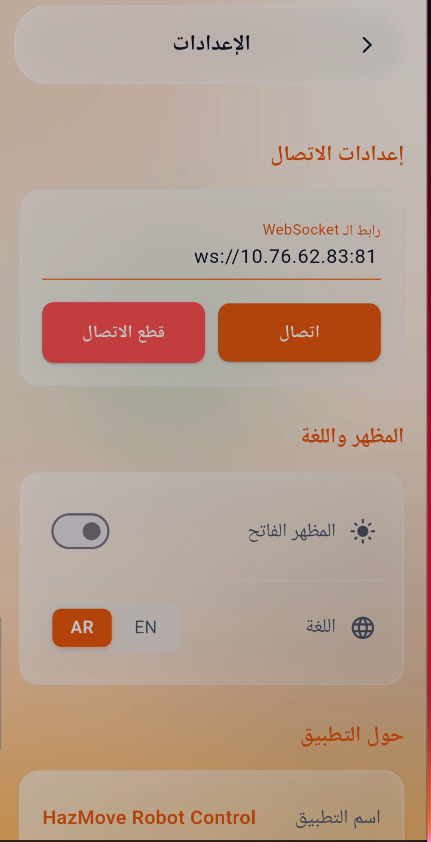 الإعدادات
إعدادات الاتصال
رابط الـ WebSocket
ws://10.76.62.83:81
اتصال
قطع الاتصال
المظهر واللغة
المظهر الفاتح
اللغة
EN
AR
حول التطبيق
اسم التطبيق
HazMove Robot Control